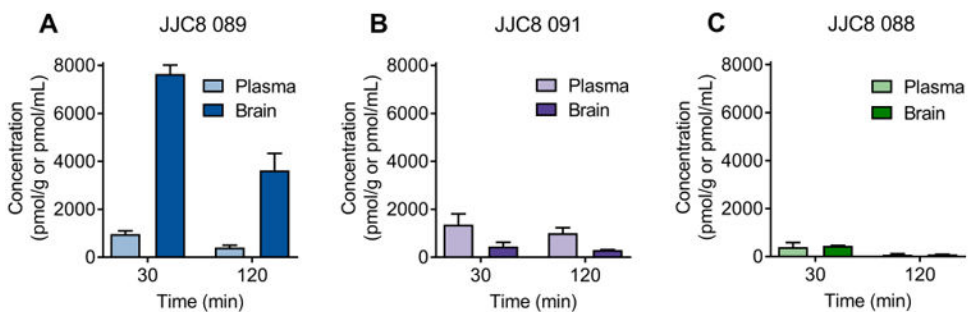 A JJC8 089
Concentration
(pmol/g or pmol/mL)
8000
6000
4000
2000
0
Plasma
Brain
30 120
Time (min)
B JJC8 091
Concentration
(pmol/g or pmol/mL)
8000
6000
4000
2000
0
Plasma
Brain
30 120
Time (min)
C JJC8 088
Concentration
(pmol/g or pmol/mL)
8000
6000
4000
2000
0
Plasma
Brain
30 120
Time (min)